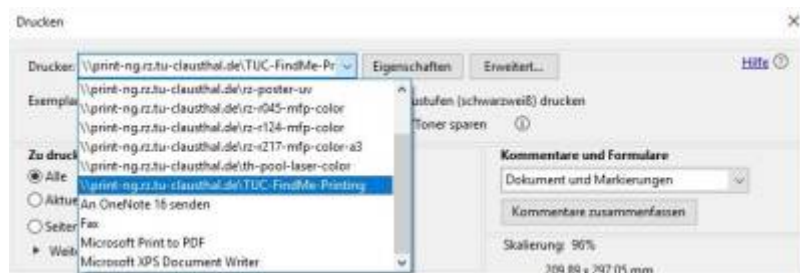 Drucken
Drucker: \\print-ng.rz.tu-clausthal.de\TUC-FindMe-Pr Eigenschaften Erweitert... Hilfe
\\print-ng.rz.tu-clausthal.de\rz-poster-uv
Exemplar ustufen (schwarzweiß) drucken
\\print-ng.rz.tu-clausthal.de\rz-r045-mfp-color
\\print-ng.rz.tu-clausthal.de\rz-r124-mfp-color
Toner sparen
\\print-ng.rz.tu-clausthal.de\rz-r217-mfp-color-a3
Zu druck \\print-ng.rz.tu-clausthal.de\th-pool-laser-color Kommentare und Formulare
Alle \\print-ng.rz.tu-clausthal.de\TUC-FindMe-Printing Dokument und Markierungen
Aktue An OneNote 16 senden
Seiten Fax Kommentare zusammenfassen
Weite Microsoft Print to PDF
Microsoft XPS Document Writer
Skalierung: 96%
209,89 x 297,05 mm